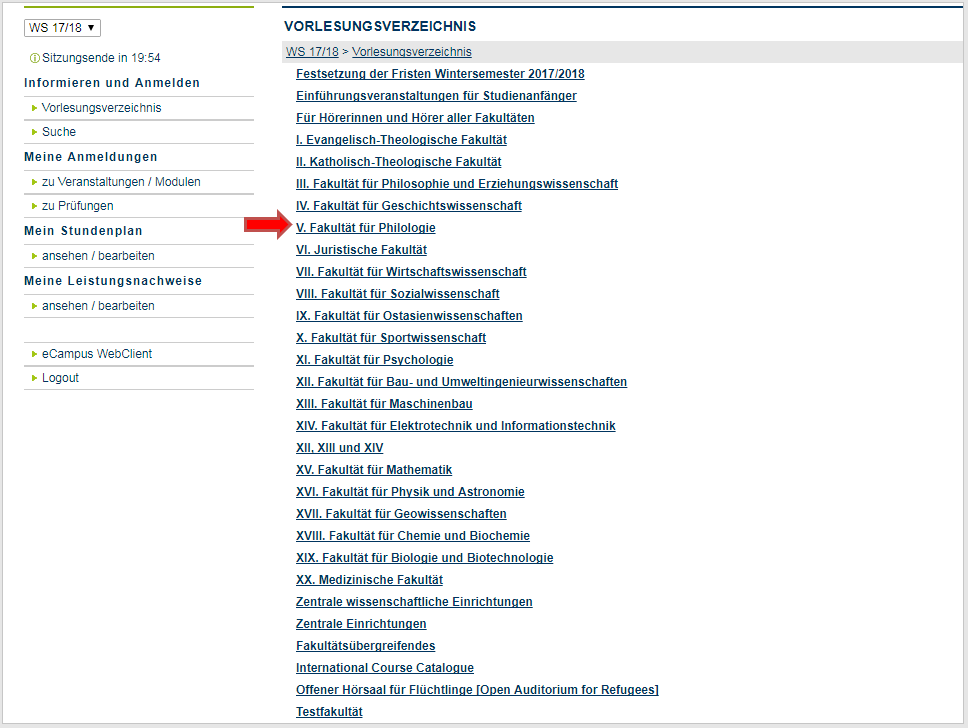 WS 17/18
Sitzungsende in 19:54
Informieren und Anmelden
Vorlesungsverzeichnis
Suche
Meine Anmeldungen
zu Veranstaltungen / Modulen
zu Prüfungen
Mein Stundenplan
ansehen / bearbeiten
Meine Leistungsnachweise
ansehen / bearbeiten
eCampus WebClient
Logout
VORLESUNGSVERZEICHNIS
WS 17/18 > Vorlesungsverzeichnis
Festsetzung der Fristen Wintersemester 2017/2018
Einführungsveranstaltungen für Studienanfänger
Für Hörerinnen und Hörer aller Fakultäten
I. Evangelisch-Theologische Fakultät
II. Katholisch-Theologische Fakultät
III. Fakultät für Philosophie und Erziehungswissenschaft
IV. Fakultät für Geschichtswissenschaft
V. Fakultät für Philologie
VI. Juristische Fakultät
VII. Fakultät für Wirtschaftswissenschaft
VIII. Fakultät für Sozialwissenschaft
IX. Fakultät für Ostasienwissenschaften
X. Fakultät für Sportwissenschaft
XI. Fakultät für Psychologie
XII. Fakultät für Bau- und Umweltingenieurwissenschaften
XIII. Fakultät für Maschinenbau
XIV. Fakultät für Elektrotechnik und Informationstechnik
XII, XIII und XIV
XV. Fakultät für Mathematik
XVI. Fakultät für Physik und Astronomie
XVII. Fakultät für Geowissenschaften
XVIII. Fakultät für Chemie und Biochemie
XIX. Fakultät für Biologie und Biotechnologie
XX. Medizinische Fakultät
Zentrale wissenschaftliche Einrichtungen
Zentrale Einrichtungen
Fakultätsübergreifendes
International Course Catalogue
Offener Hörsaal für Flüchtlinge [Open Auditorium for Refugees]
Testfakultät